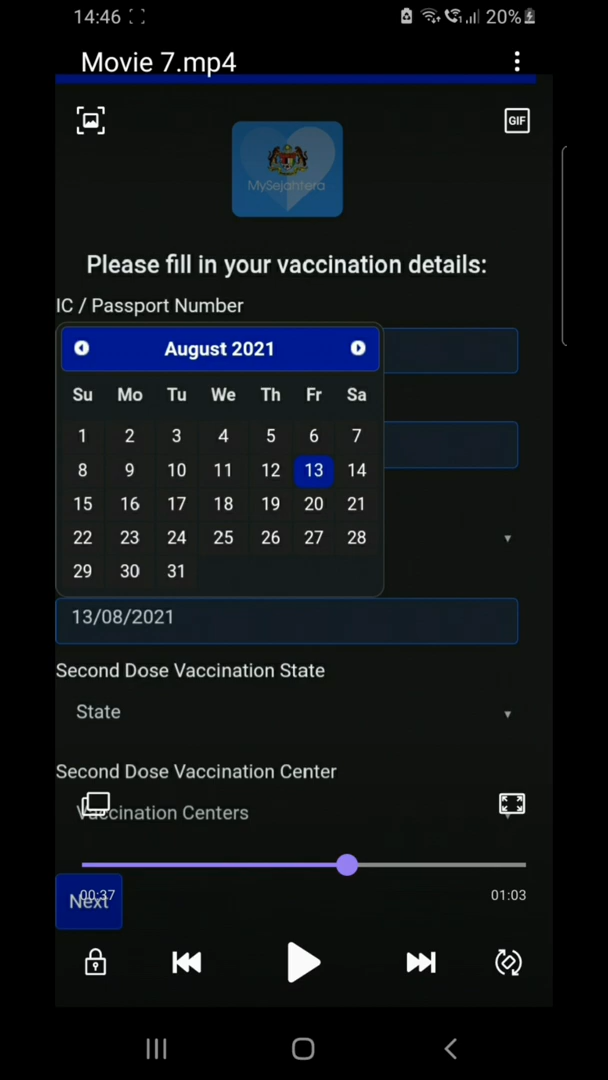 14:46 20%
Movie 7.mp4
GIF
MySejahtera
Please fill in your vaccination details:
IC / Passport Number
August 2021
Su Mo Tu We Th Fr Sa
1 2 3 4 5 6 7
8 9 10 11 12 13 14
15 16 17 18 19 20 21
22 23 24 25 26 27 28
29 30 31
13/08/2021
Second Dose Vaccination State
State
Second Dose Vaccination Center
Vaccination Centers
00:37 01:03
Next